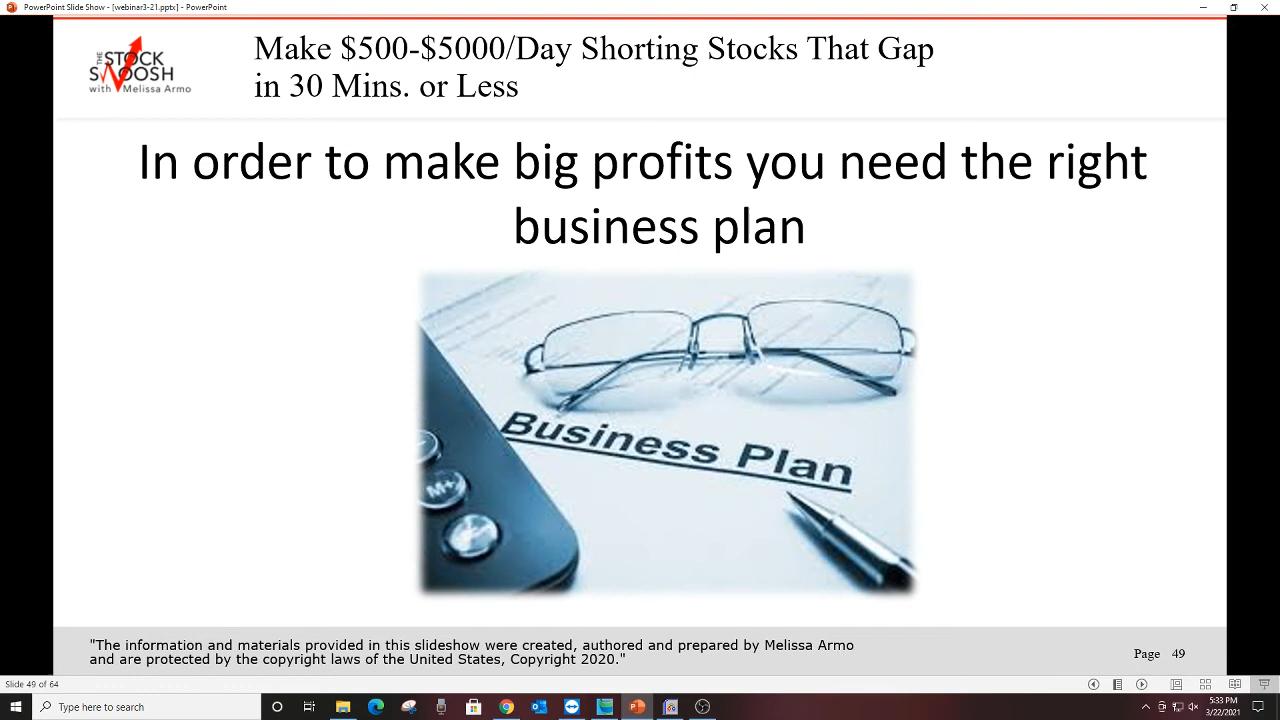 PowerPoint Slide Show - [webinar3-21.pptx] - PowerPoint
THE
STOCK
SWOOSH
with Melissa Armo
Make $500-$5000/Day Shorting Stocks That Gap
in 30 Mins. or Less
In order to make big profits you need the right
business plan
Business Plan
M+
"The information and materials provided in this slideshow were created, authored and prepared by Melissa Armo
and are protected by the copyright laws of the United States, Copyright 2020."
Page 49
Slide 49 of 64
Type here to search
5:33 PM
3/22/2021